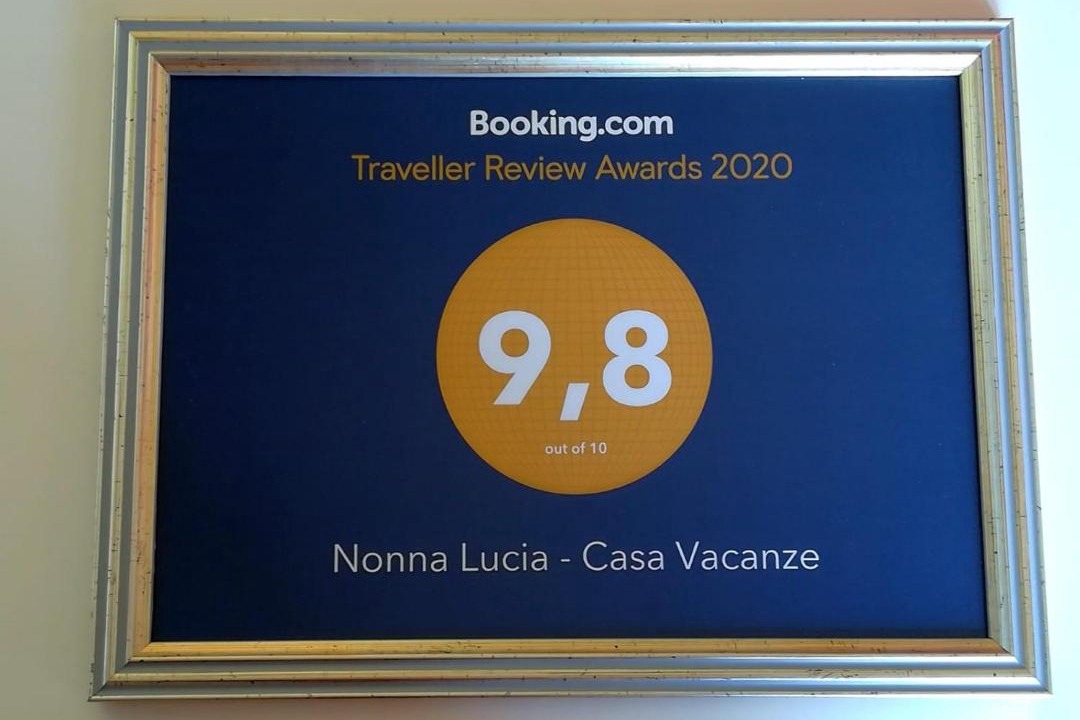 Booking.com
Traveller Review Awards 2020
9,8
out of 10
Nonna Lucia - Casa Vacanze